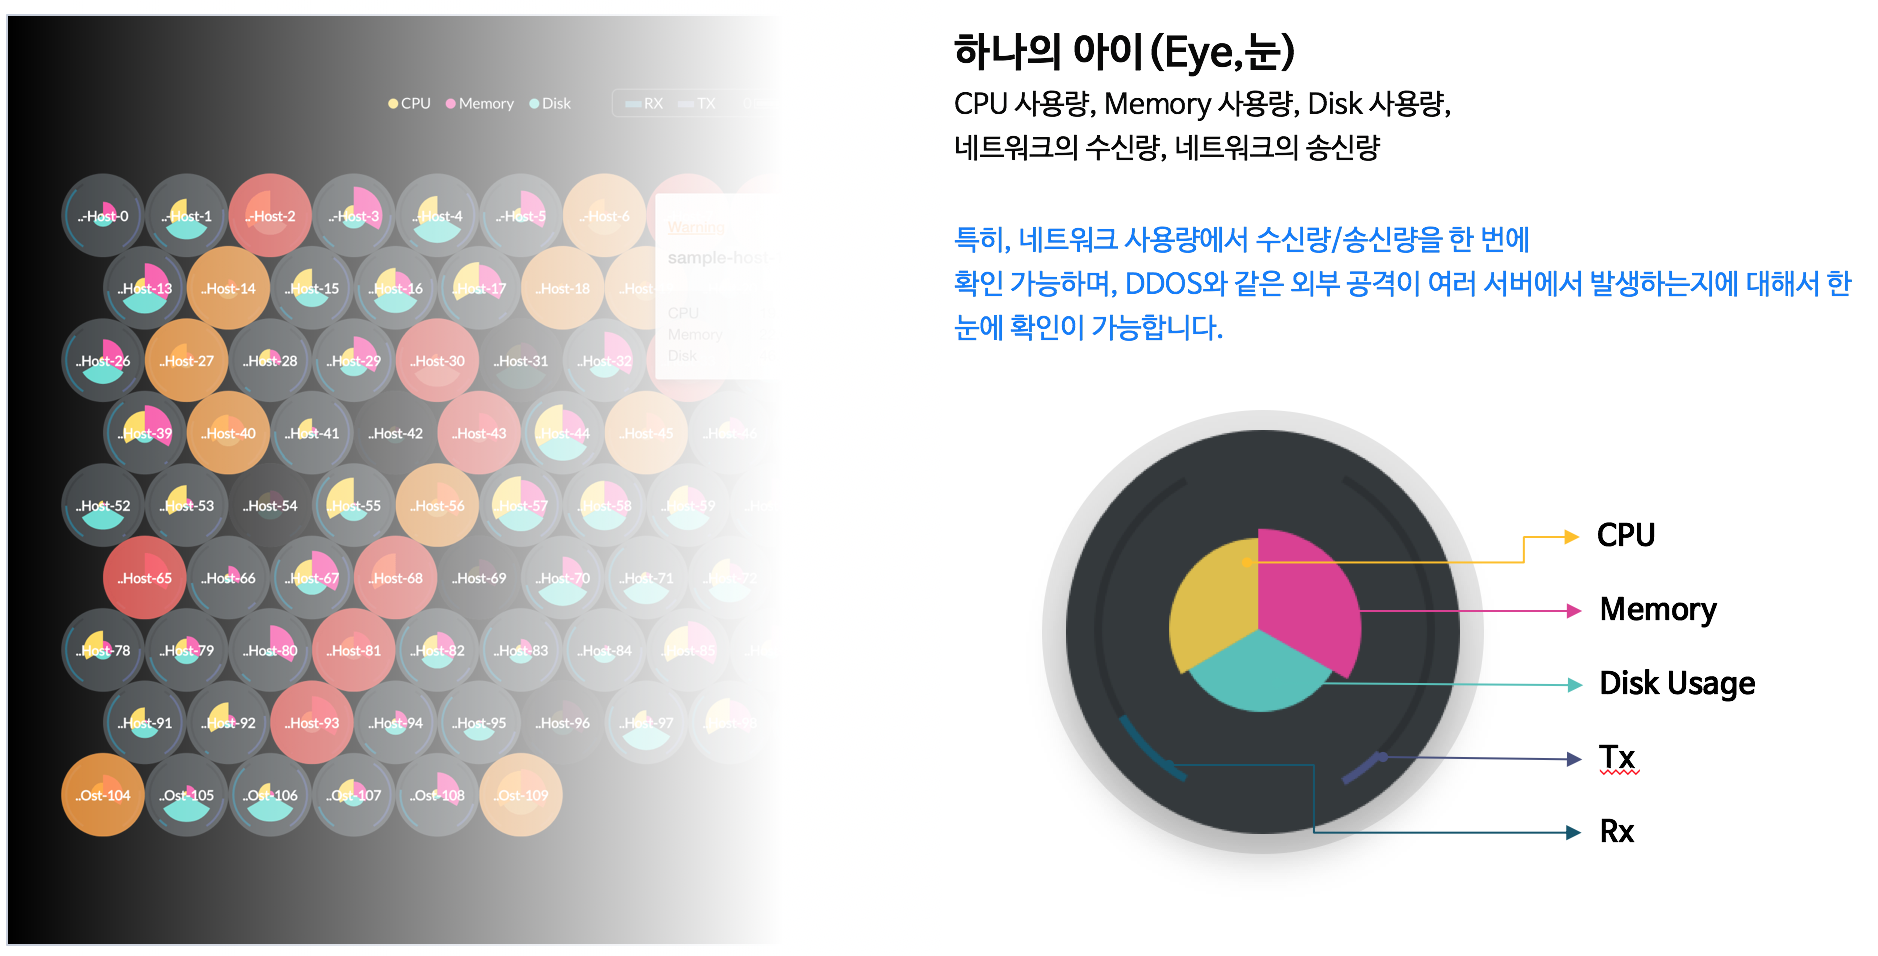 CPU Memory Disk RX TX
..-Host-0 ..-Host-1 ..-Host-2 ..-Host-3 ..-Host-4 ..-Host-5 ..-Host-6
Warning
sample-host-
CPU
Memory
Disk
..Host-13 ..Host-14 ..Host-15 ..Host-16 ..Host-17 ..Host-18 ..Host
..Host-26 ..Host-27 ..Host-28 ..Host-29 ..Host-30 ..Host-31 ..Host-32
..Host-39 ..Host-40 ..Host-41 ..Host-42 ..Host-43 ..Host-44 ..Host-45 ..Host-46
..Host-52 ..Host-53 ..Host-54 ..Host-55 ..Host-56 ..Host-57 ..Host-58 ..Host-59
..Host-65 ..Host-66 ..Host-67 ..Host-68 ..Host-69 ..Host-70 ..Host-71 ..Host-72
..Host-78 ..Host-79 ..Host-80 ..Host-81 ..Host-82 ..Host-83 ..Host-84 ..Host-85
..Host-91 ..Host-92 ..Host-93 ..Host-94 ..Host-95 ..Host-96 ..Host-97 ..Host-98
..Ost-104 ..Ost-105 ..Ost-106 ..Ost-107 ..Ost-108 ..Ost-109
하나의 아이(Eye,눈)
CPU 사용량, Memory 사용량, Disk 사용량,
네트워크의 수신량, 네트워크의 송신량
특히, 네트워크 사용량에서 수신량/송신량을 한 번에
확인 가능하며, DDOS와 같은 외부 공격이 여러 서버에서 발생하는지에 대해서 한
눈에 확인이 가능합니다.
CPU
Memory
Disk Usage
Tx
Rx